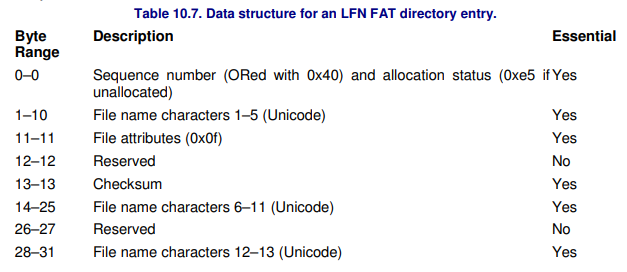 Table 10.7. Data structure for an LFN FAT directory entry.
Byte Range Description Essential
0–0 Sequence number (ORed with 0x40) and allocation status (0xe5 if unallocated) Yes
1–10 File name characters 1–5 (Unicode) Yes
11–11 File attributes (0x0f) Yes
12–12 Reserved No
13–13 Checksum Yes
14–25 File name characters 6–11 (Unicode) Yes
26–27 Reserved No
28–31 File name characters 12–13 (Unicode) Yes